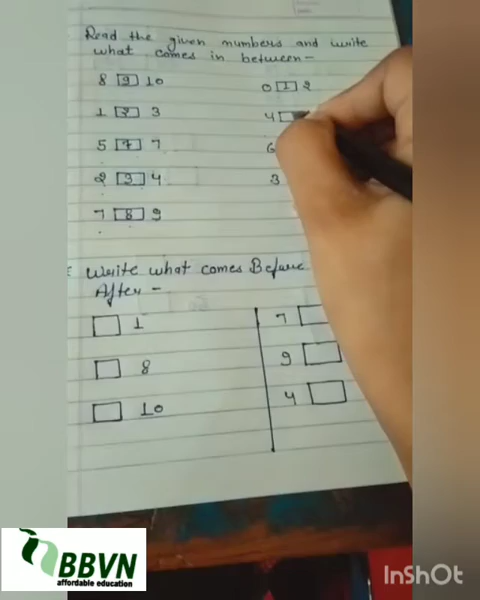 Read the given numbers and write
what comes in between-
8 9 10
1 2 3
5 7 7
2 3 4
7 8 9
0 1 2
4
6
3
Write what comes Before
After -
1
8
10
7
9
4
BBVN
affordable education
InShOt